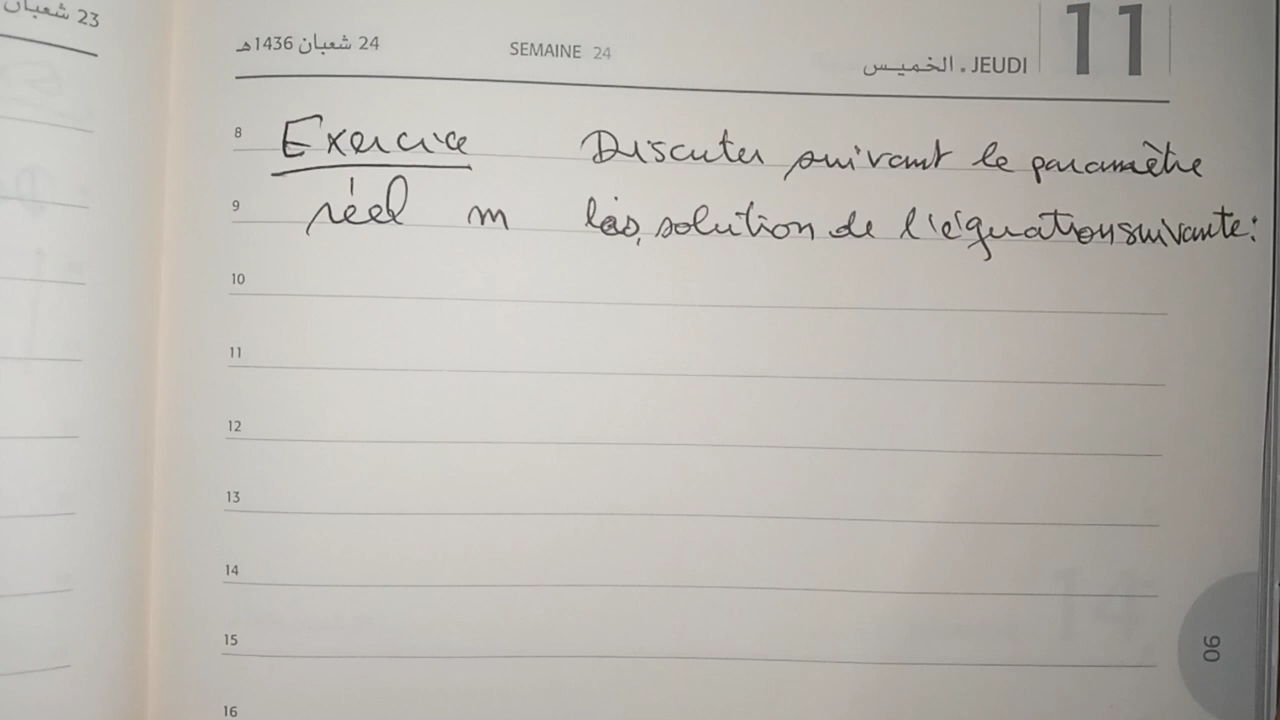 23 شعبان
24 شعبان 1436هـ
SEMAINE 24
الخميس . JEUDI
11
8 Exercice Discuter suivant le paramètre
9 réel m les solution de l'équation suivante:
10
11
12
13
14
15
16
06